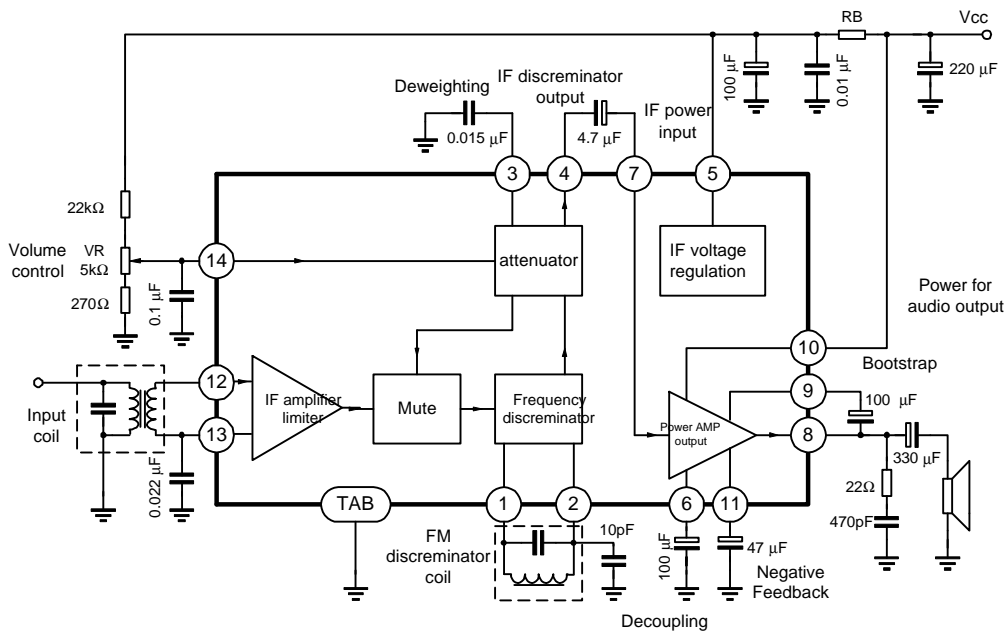 RB
Vcc
100 µF
0.01 µF
220 µF
Deweighting
IF discreminator
output
0.015 µF
4.7 µF
IF power
input
3
4
7
5
22kΩ
Volume
control
VR
5kΩ
270Ω
0.1 µF
14
attenuator
IF voltage
regulation
Power for
audio output
10
Bootstrap
9
100 µF
12
13
IF amplifier
limiter
Mute
Frequency
discreminator
Power AMP
output
8
330 µF
Input
coil
0.022 µF
22Ω
470pF
TAB
1
2
6
11
FM
discreminator
coil
10pF
100 µF
47 µF
Negative
Feedback
Decoupling